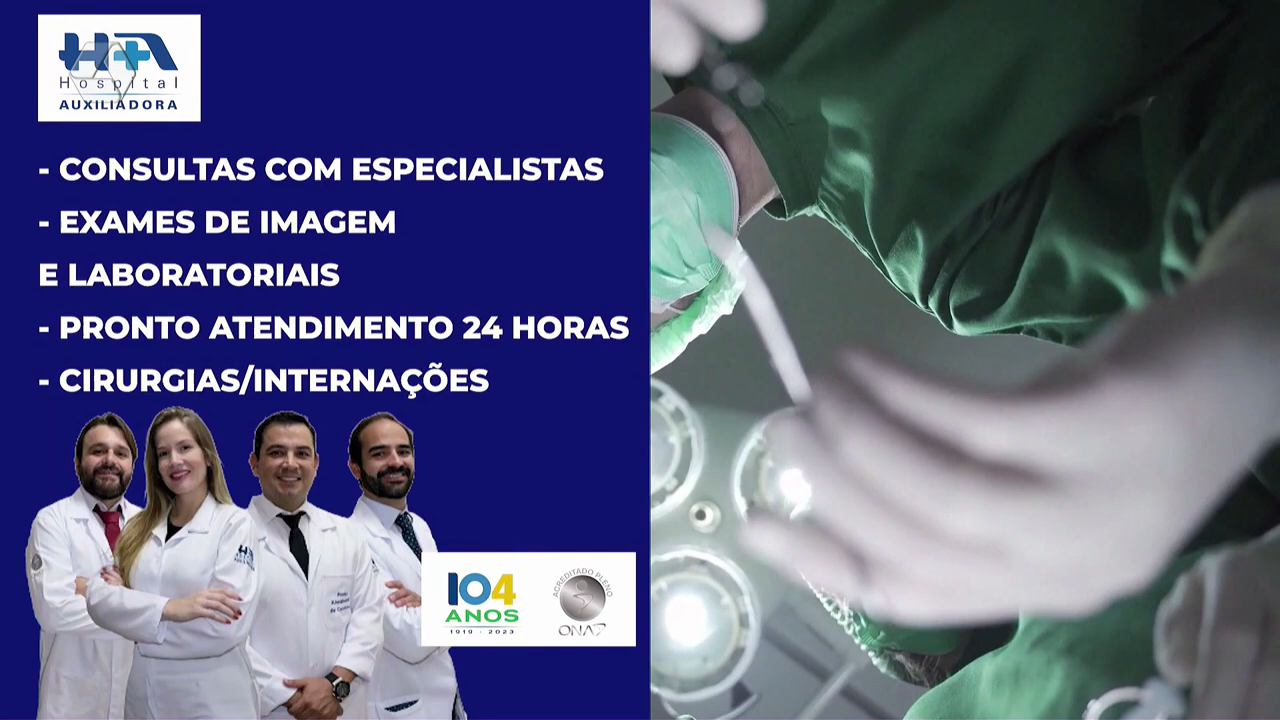 H+A
Hospital
AUXILIADORA
- CONSULTAS COM ESPECIALISTAS
- EXAMES DE IMAGEM
E LABORATORIAIS
- PRONTO ATENDIMENTO 24 HORAS
- CIRURGIAS/INTERNAÇÕES
104
ANOS
1919 - 2023
ACREDITADO PLENO
ONA